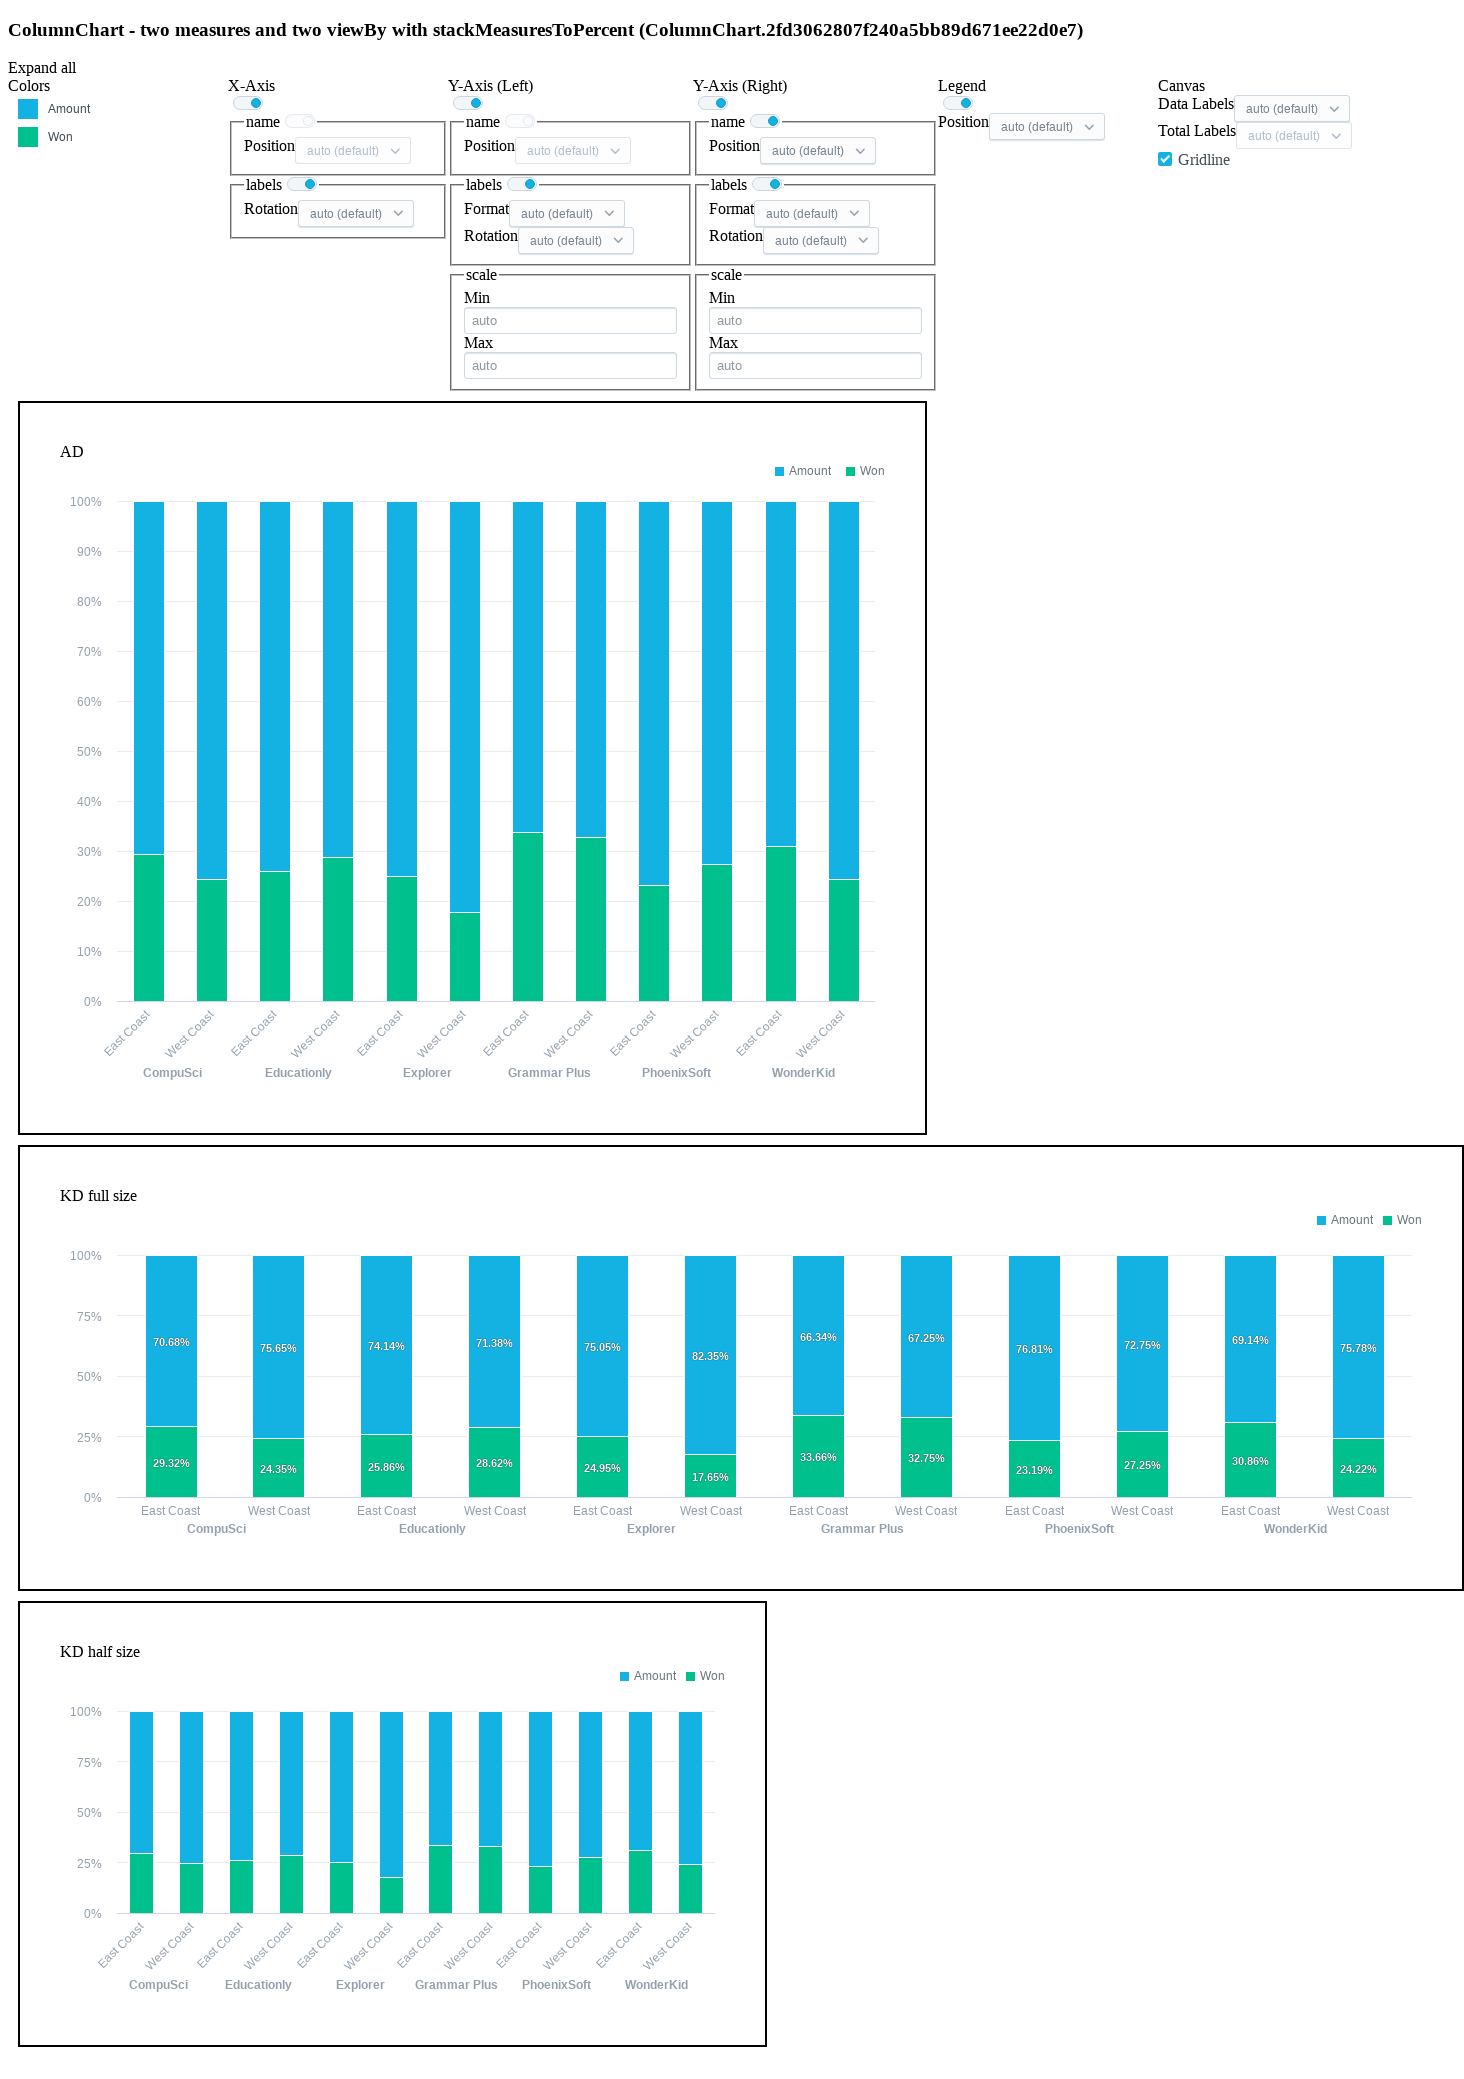 ColumnChart - two measures and two viewBy with stackMeasuresToPercent (ColumnChart.2fd3062807f240a5bb89d671ee22d0e7)
Expand all
Colors
Amount
Won
X-Axis
name
Position auto (default)
labels
Rotation auto (default)
Y-Axis (Left)
name
Position auto (default)
labels
Format auto (default)
Rotation auto (default)
scale
Min
auto
Max
auto
Y-Axis (Right)
name
Position auto (default)
labels
Format auto (default)
Rotation auto (default)
scale
Min
auto
Max
auto
Legend
Position auto (default)
Canvas
Data Labels auto (default)
Total Labels auto (default)
Gridline
AD
Amount Won
100%
90%
80%
70%
60%
50%
40%
30%
20%
10%
0%
East Coast West Coast East Coast West Coast East Coast West Coast East Coast West Coast East Coast West Coast East Coast West Coast
CompuSci Educationly Explorer Grammar Plus PhoenixSoft WonderKid
KD full size
Amount Won
100%
75%
50%
25%
0%
70.68% 75.65% 74.14% 71.38% 75.05% 82.35% 66.34% 67.25% 76.81% 72.75% 69.14% 75.78%
29.32% 24.35% 25.86% 28.62% 24.95% 17.65% 33.66% 32.75% 23.19% 27.25% 30.86% 24.22%
East Coast West Coast East Coast West Coast East Coast West Coast East Coast West Coast East Coast West Coast East Coast West Coast
CompuSci Educationly Explorer Grammar Plus PhoenixSoft WonderKid
KD half size
Amount Won
100%
75%
50%
25%
0%
East Coast West Coast East Coast West Coast East Coast West Coast East Coast West Coast East Coast West Coast East Coast West Coast
CompuSci Educationly Explorer Grammar Plus PhoenixSoft WonderKid